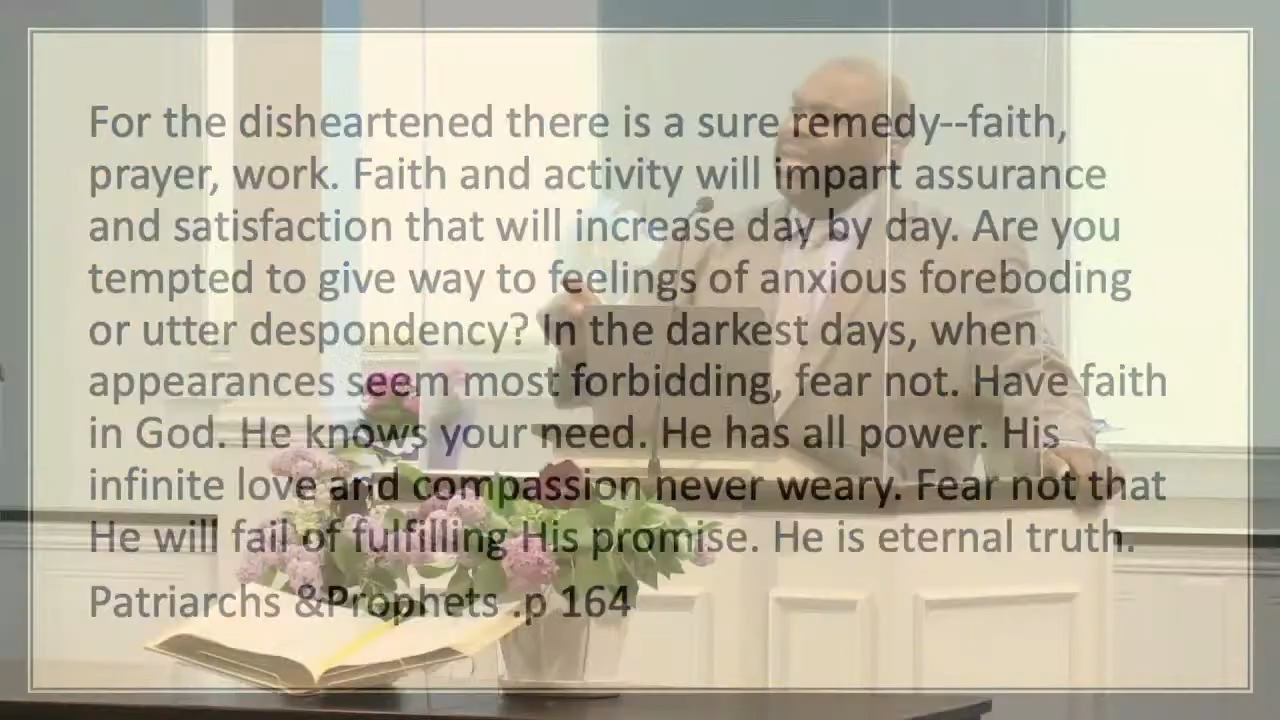 For the disheartened there is a sure remedy--faith,
prayer, work. Faith and activity will impart assurance
and satisfaction that will increase day by day. Are you
tempted to give way to feelings of anxious foreboding
or utter despondency? In the darkest days, when
appearances seem most forbidding, fear not. Have faith
in God. He knows your need. He has all power. His
infinite love and compassion never weary. Fear not that
He will fail of fulfilling His promise. He is eternal truth.
Patriarchs &Prophets .p 164